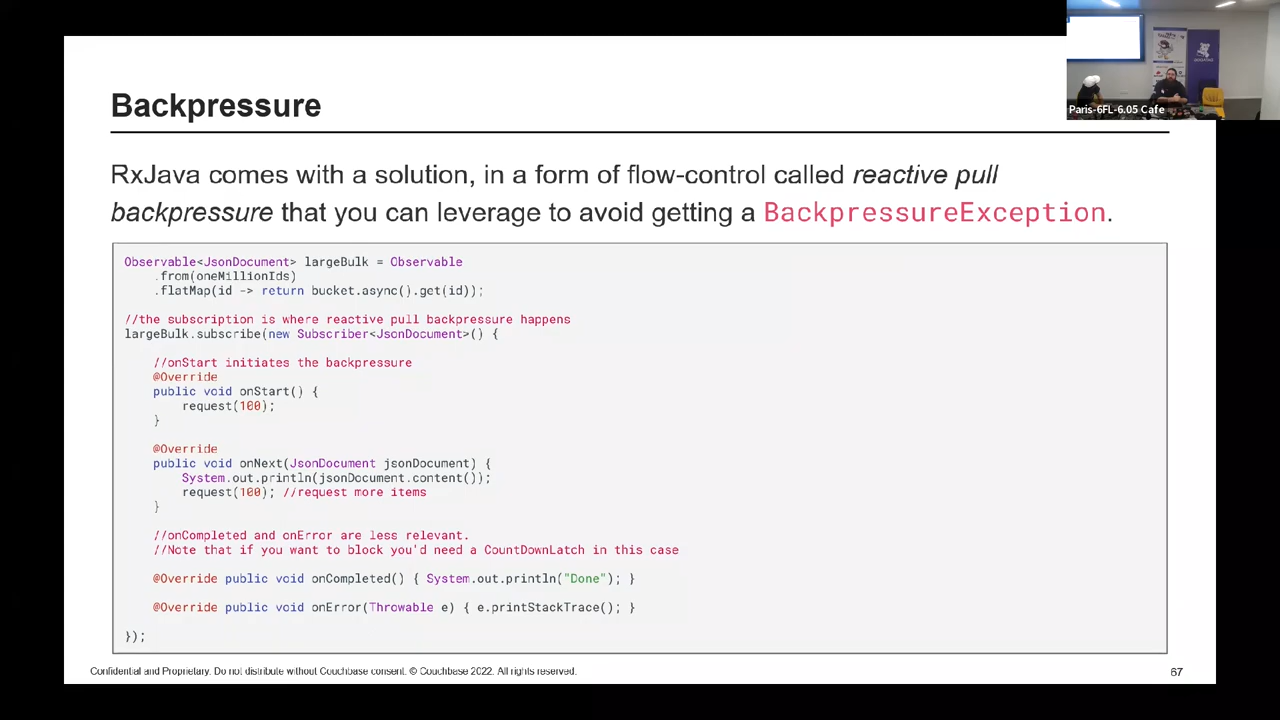 Backpressure
RxJava comes with a solution, in a form of flow-control called reactive pull
backpressure that you can leverage to avoid getting a BackpressureException.
Observable<JsonDocument> largeBulk = Observable
    .from(oneMillionIds)
    .flatMap(id -> return bucket.async().get(id));
//the subscription is where reactive pull backpressure happens
largeBulk.subscribe(new Subscriber<JsonDocument>() {
    //onStart initiates the backpressure
    @Override
    public void onStart() {
        request(100);
    }
    @Override
    public void onNext(JsonDocument jsonDocument) {
        System.out.println(jsonDocument.content());
        request(100); //request more items
    }
    //onCompleted and onError are less relevant.
    //Note that if you want to block you'd need a CountDownLatch in this case
    @Override public void onCompleted() { System.out.println("Done"); }
    @Override public void onError(Throwable e) { e.printStackTrace(); }
});
Confidential and Proprietary. Do not distribute without Couchbase consent. © Couchbase 2022. All rights reserved.
67
Paris-6FL-6.05 Cafe